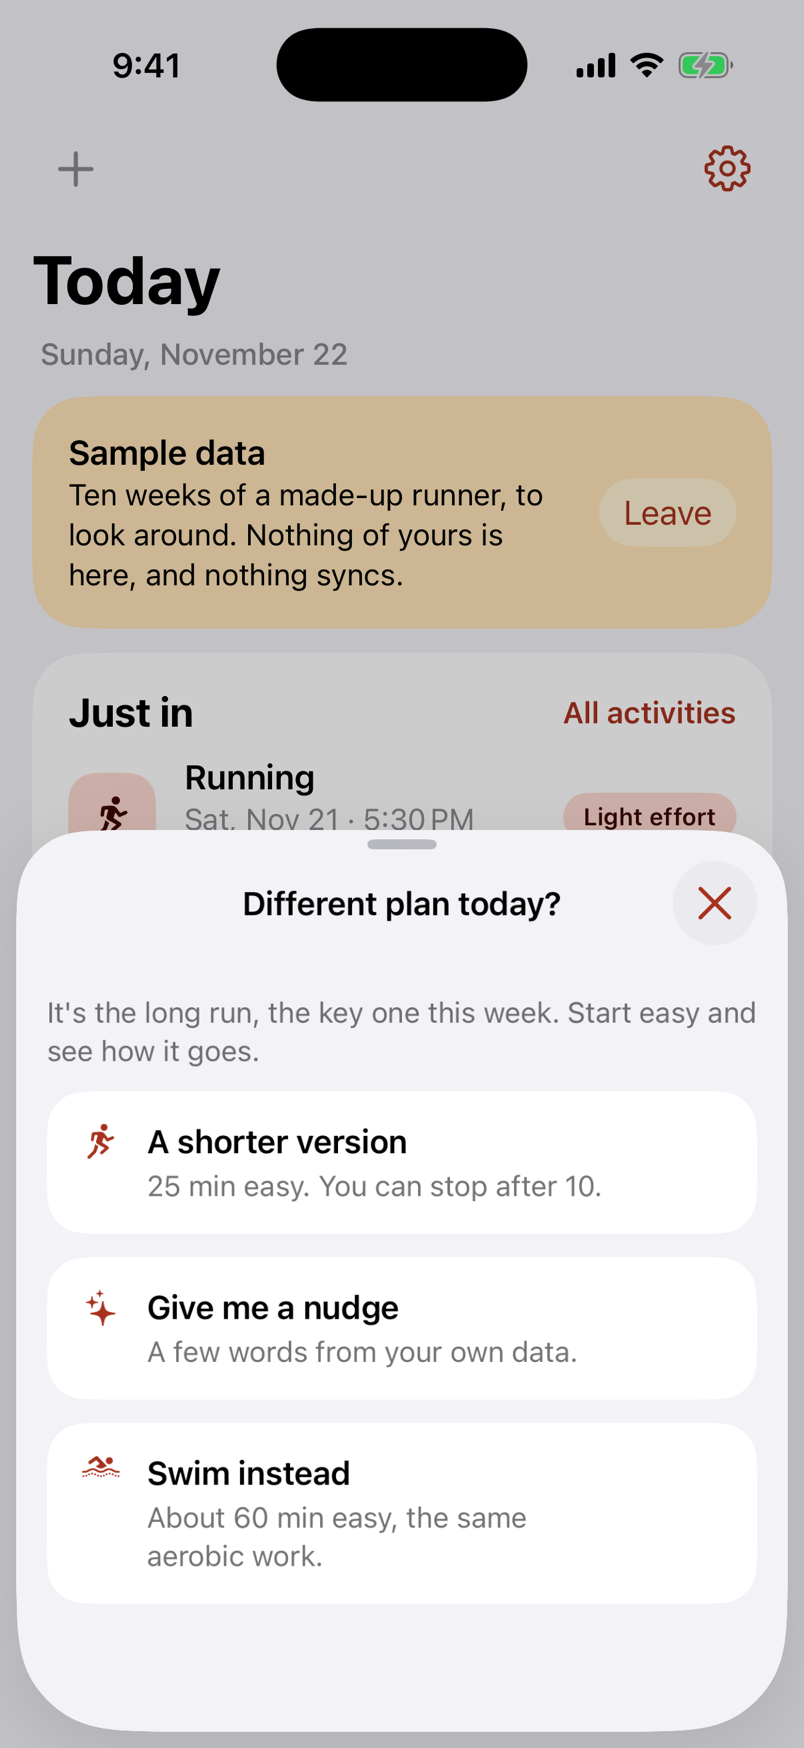 9:41
Today
Sunday, November 22
Sample data
Ten weeks of a made-up runner, to
look around. Nothing of yours is
here, and nothing syncs.
Leave
Just in
All activities
Running
Sat, Nov 21 · 5:30 PM
Light effort
Different plan today?
It's the long run, the key one this week. Start easy and
see how it goes.
A shorter version
25 min easy. You can stop after 10.
Give me a nudge
A few words from your own data.
Swim instead
About 60 min easy, the same
aerobic work.